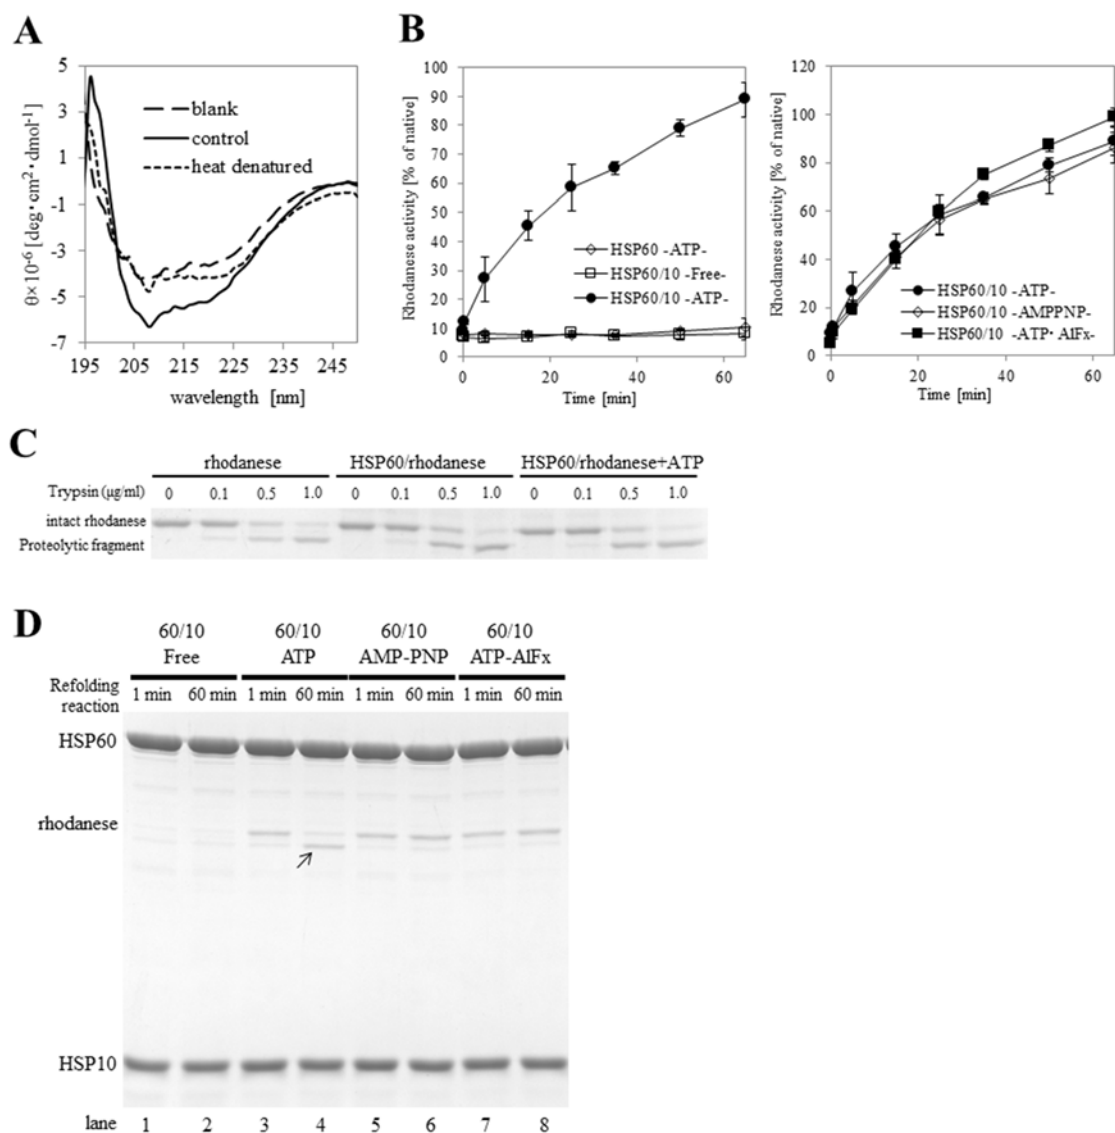 A
θ×10⁻⁶ [deg·cm²·dmol⁻¹]
5
3
1
-1
-3
-5
-7
blank
control
heat denatured
195 205 215 225 235 245
wavelength [nm]
B
Rhodanese activity [% of native]
100
90
80
70
60
50
40
30
20
10
0
HSP60 -ATP-
HSP60/10 -Free-
HSP60/10 -ATP-
0 20 40 60
Time [min]
Rhodanese activity [% of native]
120
100
80
60
40
20
0
HSP60/10 -ATP-
HSP60/10 -AMPPNP-
HSP60/10 -ATP·AlFx-
0 20 40 60
Time [min]
C
rhodanese HSP60/rhodanese HSP60/rhodanese+ATP
Trypsin (μg/ml) 0 0.1 0.5 1.0 0 0.1 0.5 1.0 0 0.1 0.5 1.0
intact rhodanese
Proteolytic fragment
D
60/10 60/10 60/10 60/10
Free ATP AMP-PNP ATP-AlFx
Refolding
reaction
1 min 60 min 1 min 60 min 1 min 60 min 1 min 60 min
HSP60
rhodanese
HSP10
lane 1 2 3 4 5 6 7 8